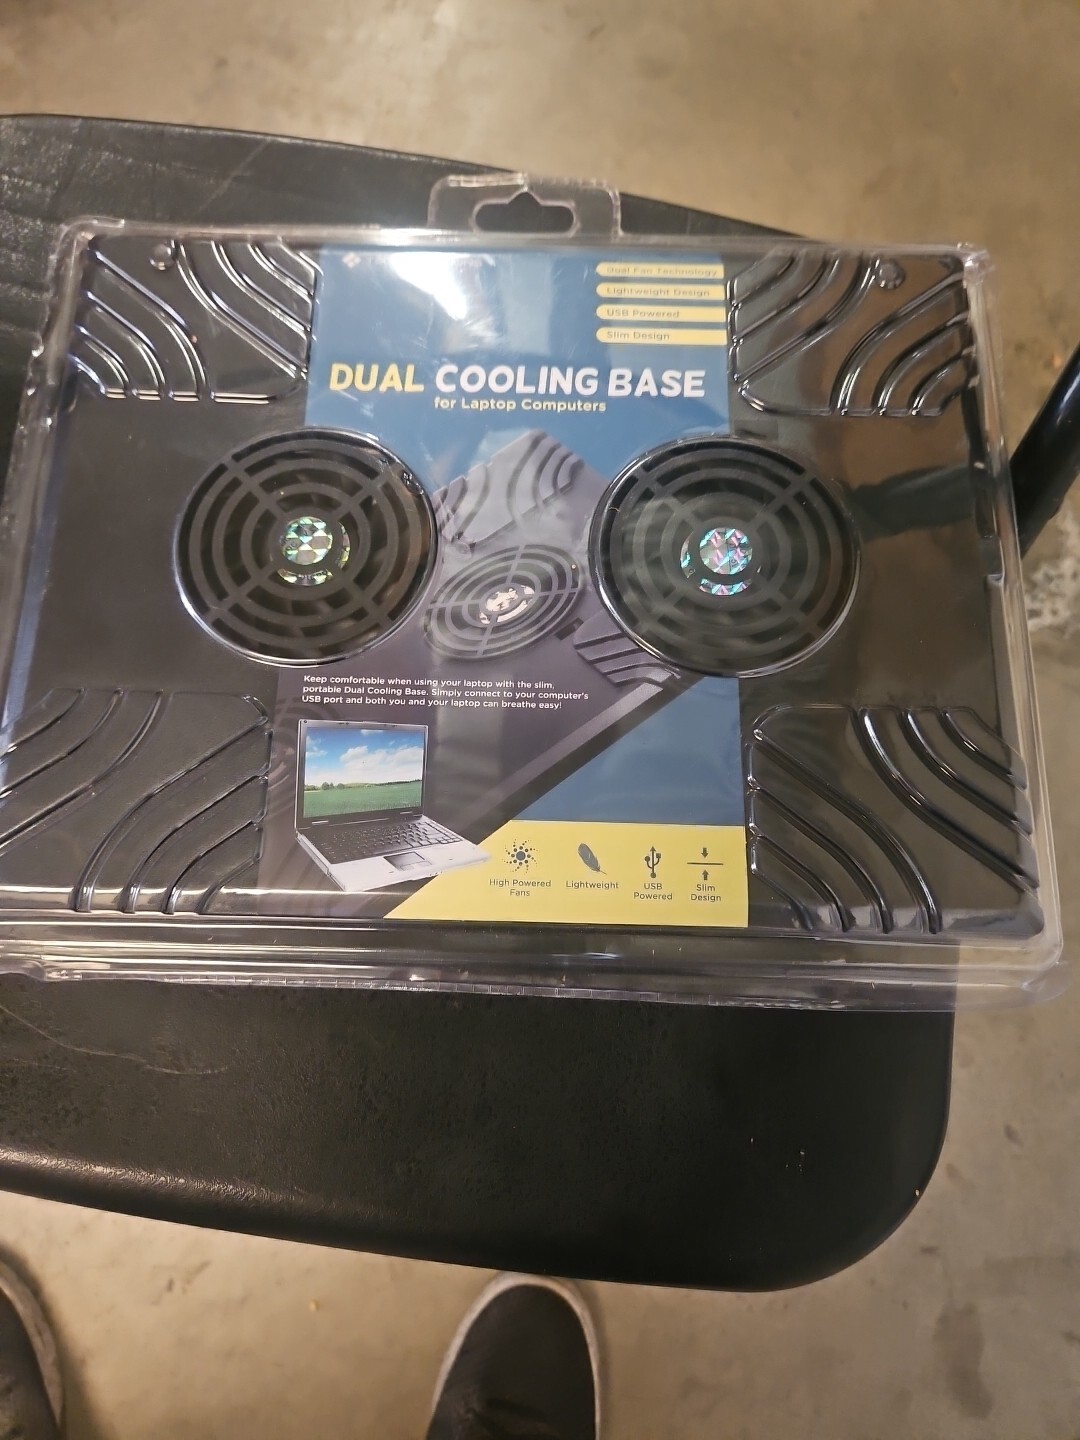 Dual Fan Technology
Lightweight Design
USB Powered
Slim Design
DUAL COOLING BASE
for Laptop Computers
Keep comfortable when using your laptop with the slim,
portable Dual Cooling Base. Simply connect to your computer's
USB port and both you and your laptop can breathe easy!
High Powered
Fans
Lightweight
USB
Powered
Slim
Design